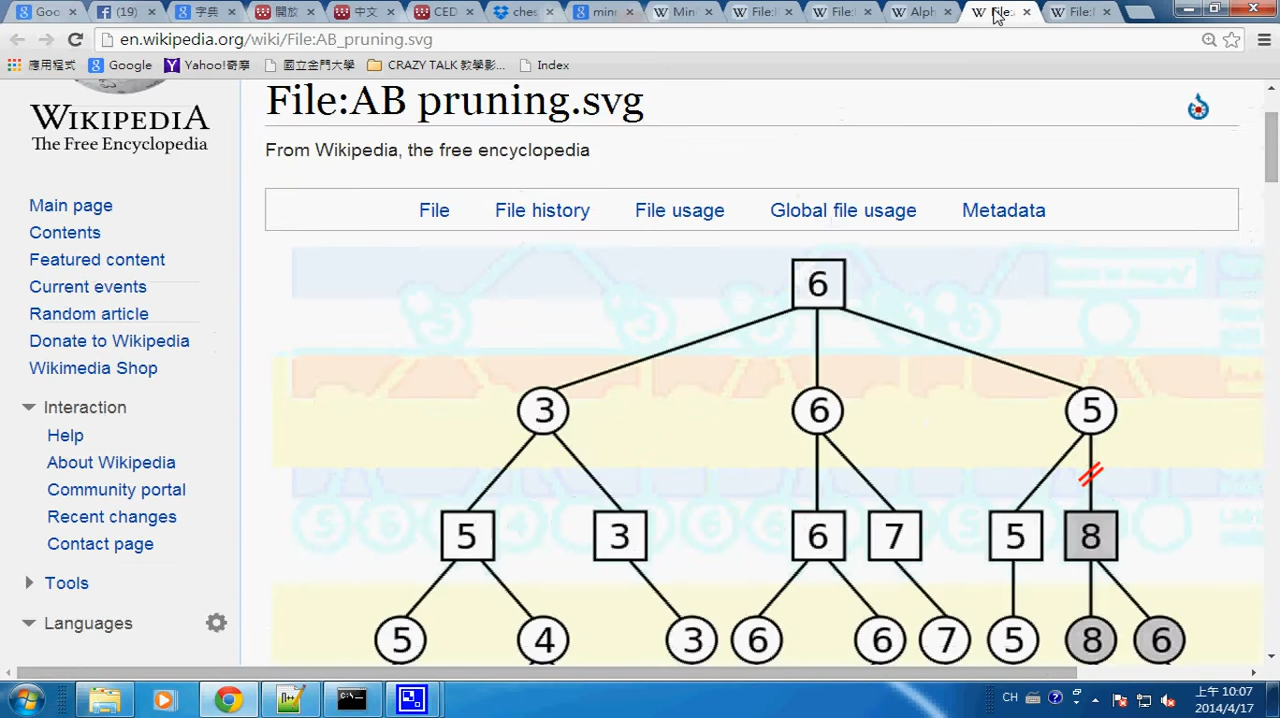 Goo
(19)
字典
開放
中文
CED
ches
mini
Min
File:
File:
Alph
File:
File:
en.wikipedia.org/wiki/File:AB_pruning.svg
應用程式 Google Yahoo!奇摩 國立金門大學 CRAZY TALK 教學影... Index
WIKIPEDIA
The Free Encyclopedia
Main page
Contents
Featured content
Current events
Random article
Donate to Wikipedia
Wikimedia Shop
Interaction
Help
About Wikipedia
Community portal
Recent changes
Contact page
Tools
Languages
File:AB pruning.svg
From Wikipedia, the free encyclopedia
File File history File usage Global file usage Metadata
6
3 6 5
5 3 6 7 5 8
5 4 3 6 6 7 5 8 6
CH
上午 10:07
2014/4/17